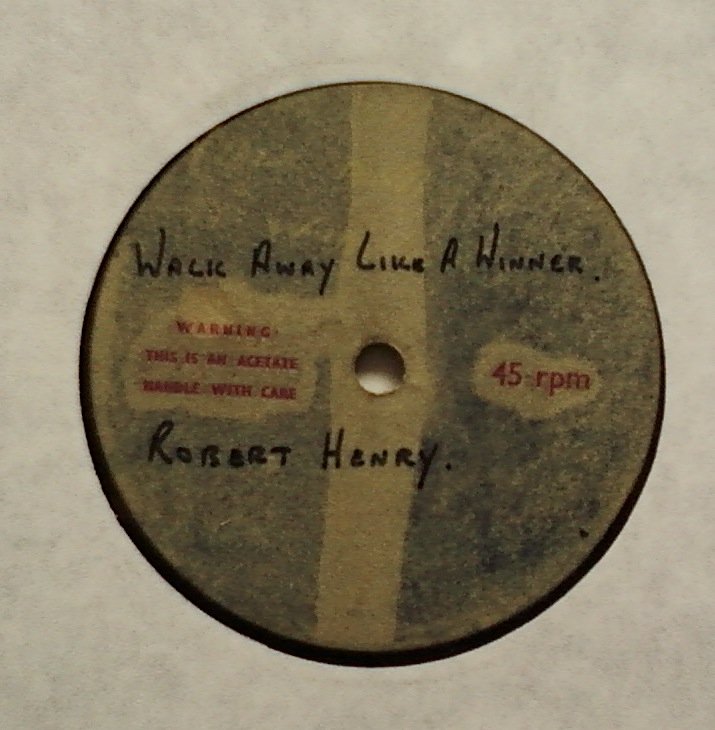 WALK AWAY LIKE A WINNER.
WARNING:
THIS IS AN ACETATE
HANDLE WITH CARE
45 rpm
ROBERT HENRY.